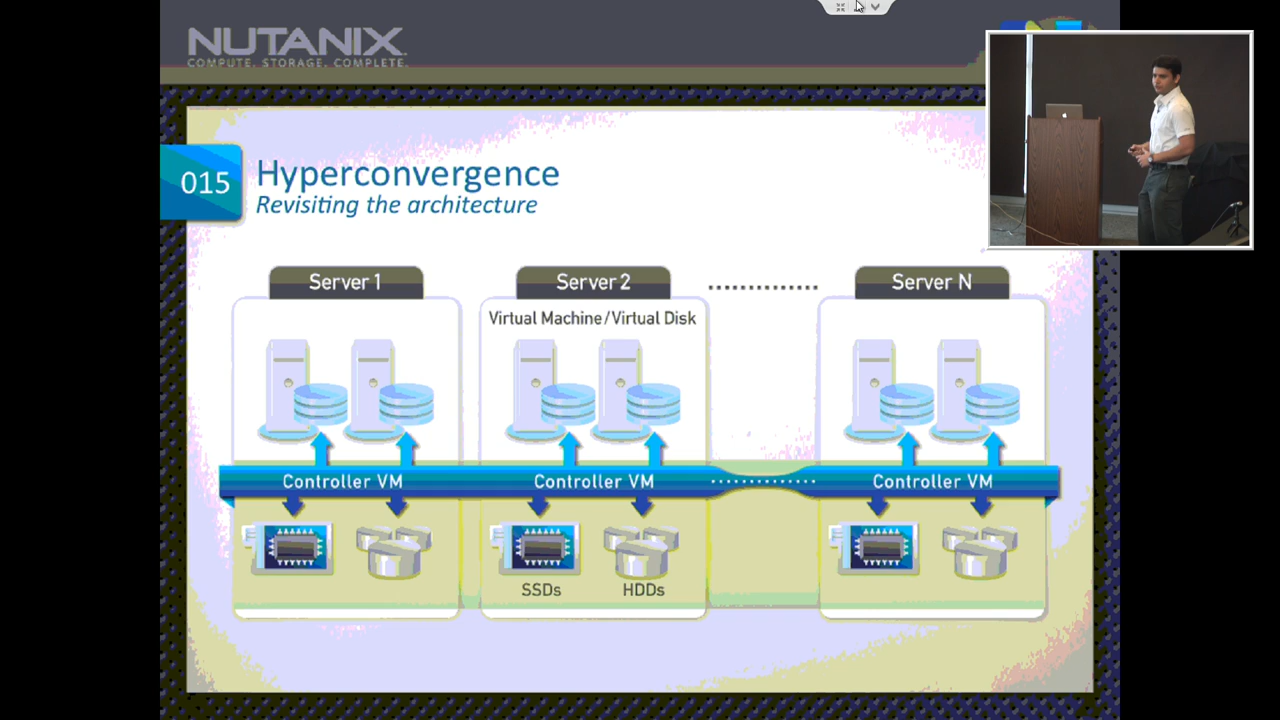 NUTANIX
COMPUTE. STORAGE. COMPLETE.
015
Hyperconvergence
Revisiting the architecture
Server 1
Server 2
Server N
Virtual Machine/Virtual Disk
Controller VM
Controller VM
Controller VM
SSDs
HDDs